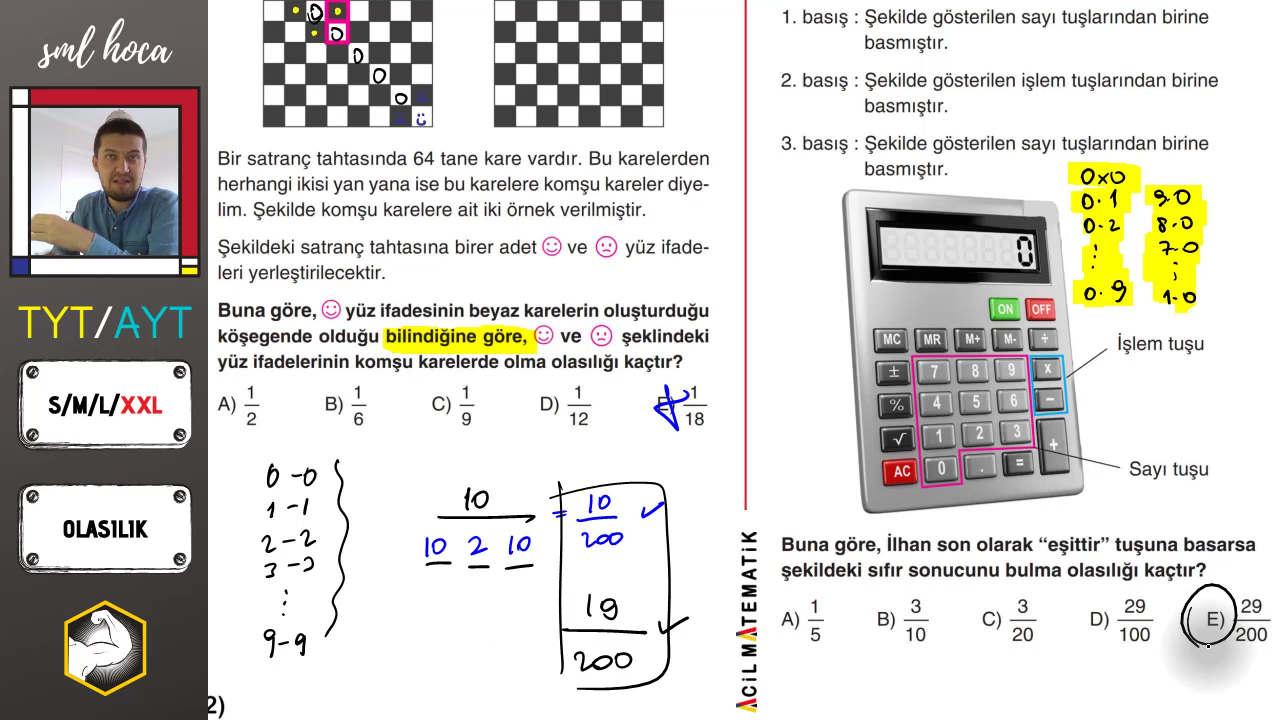 sml hoca
TYT/AYT
S/M/L/XXL
OLASILIK
Bir satranç tahtasında 64 tane kare vardır. Bu karelerden
herhangi ikisi yan yana ise bu karelere komşu kareler diye-
lim. Şekilde komşu karelere ait iki örnek verilmiştir.
Şekildeki satranç tahtasına birer adet ☺ ve ☹ yüz ifade-
leri yerleştirilecektir.
Buna göre, ☺ yüz ifadesinin beyaz karelerin oluşturduğu
köşegende olduğu bilindiğine göre, ☺ ve ☹ şeklindeki
yüz ifadelerinin komşu karelerde olma olasılığı kaçtır?
A) 1/2 B) 1/6 C) 1/9 D) 1/12 E) 1/18
0-0
1-1
2-2
3-3
⋮
9-9
10
10 2 10
= 10/200
19/200
2)
AÇILMATEMATİK
1. basış : Şekilde gösterilen sayı tuşlarından birine
basmıştır.
2. basış : Şekilde gösterilen işlem tuşlarından birine
basmıştır.
3. basış : Şekilde gösterilen sayı tuşlarından birine
basmıştır.
0x0
0.1 9.0
0.2 8.0
⋮ 7.0
0.9 ⋮
1.0
0
ON OFF
MC MR M+ M- ÷
± 7 8 9 x
% 4 5 6 −
√ 1 2 3 +
AC 0 . =
İşlem tuşu
Sayı tuşu
Buna göre, İlhan son olarak “eşittir” tuşuna basarsa
şekildeki sıfır sonucunu bulma olasılığı kaçtır?
A) 1/5 B) 3/10 C) 3/20 D) 29/100 E) 29/200